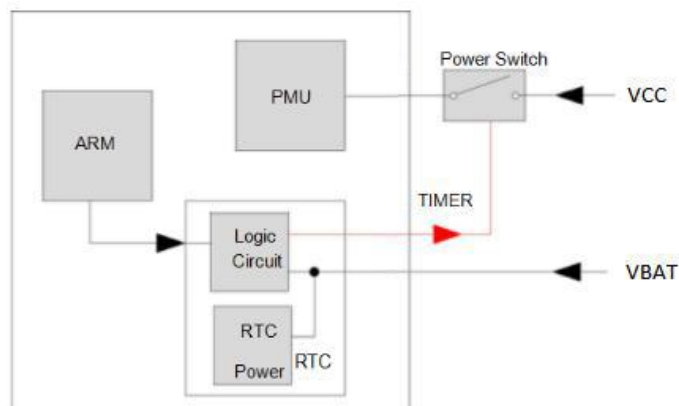 Power Switch
PMU
VCC
ARM
TIMER
Logic
Circuit
VBAT
RTC
Power
RTC